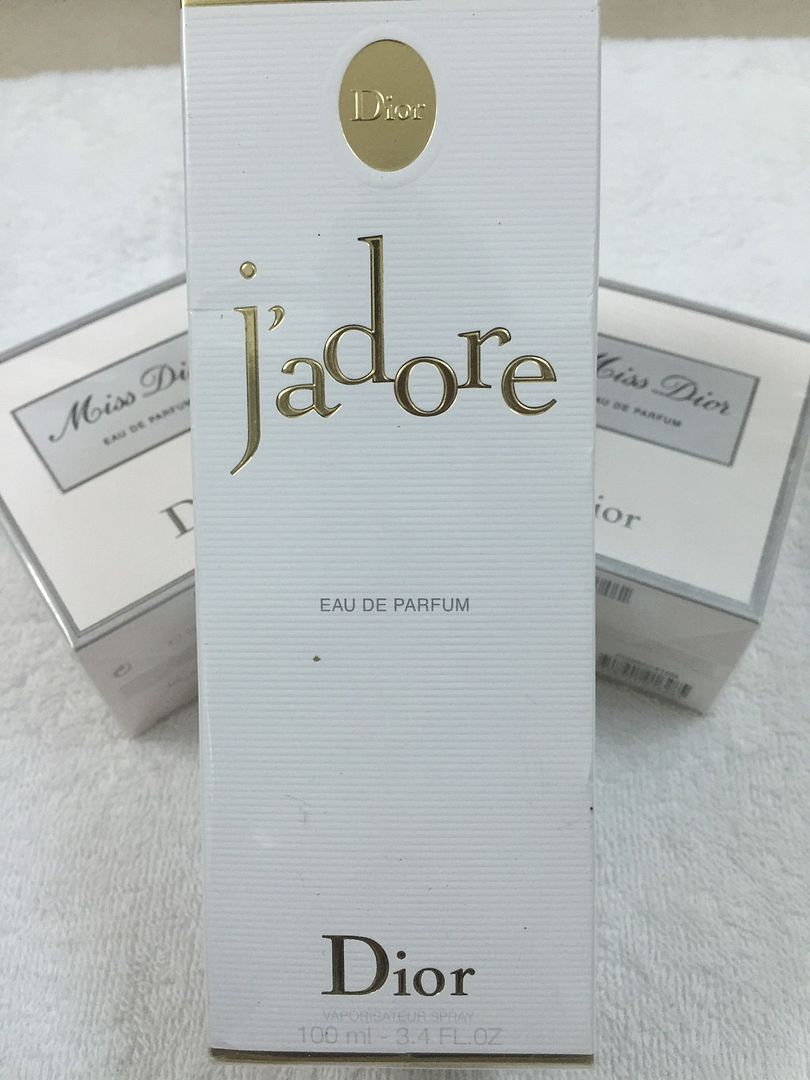 Dior
j'adore
EAU DE PARFUM
Dior
VAPORISATEUR SPRAY
100 ml - 3.4 FL.OZ
Miss Di
EAU DE PARFUM
D
Miss Dior
AU DE PARFUM
ior